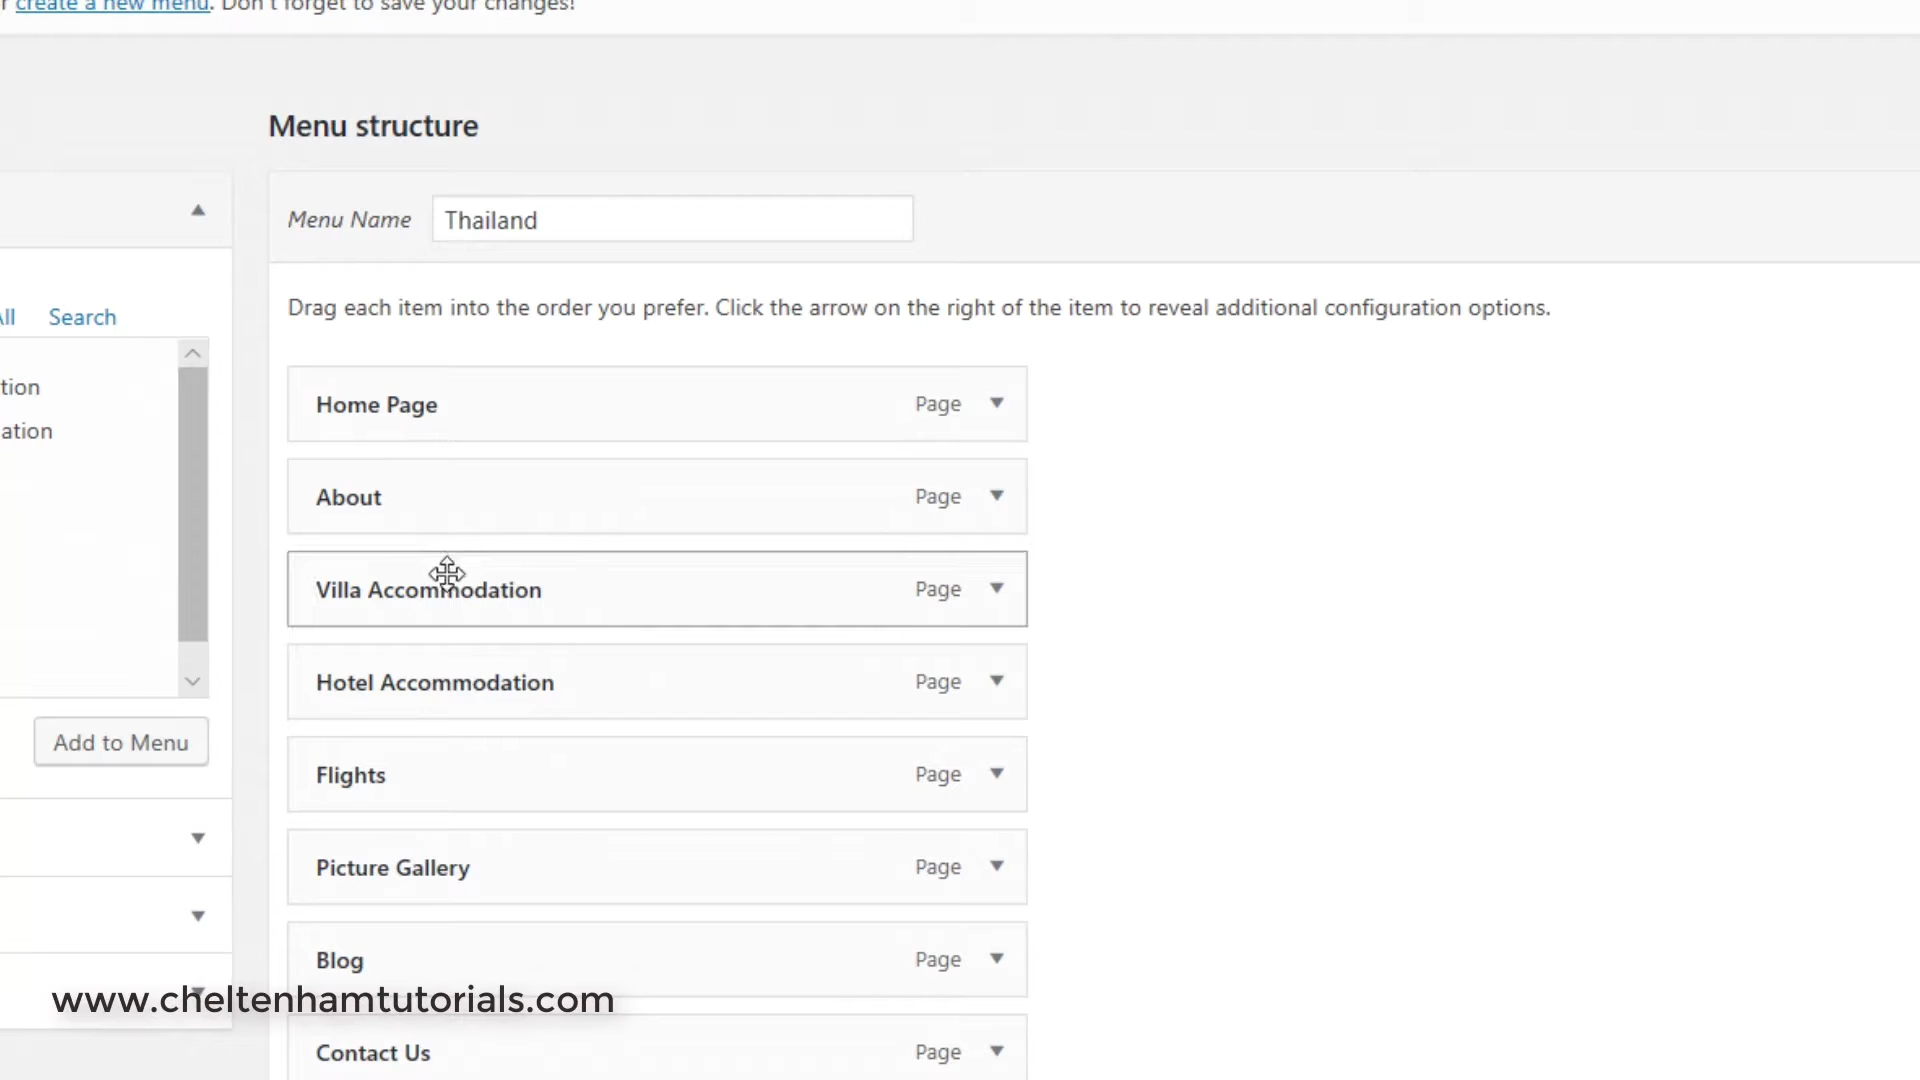 create a new menu. Don't forget to save your changes!
Menu structure
Menu Name Thailand
Search
Drag each item into the order you prefer. Click the arrow on the right of the item to reveal additional configuration options.
Home Page Page
About Page
Villa Accommodation Page
Hotel Accommodation Page
Add to Menu
Flights Page
Picture Gallery Page
Blog Page
www.cheltenhamtutorials.com
Contact Us Page